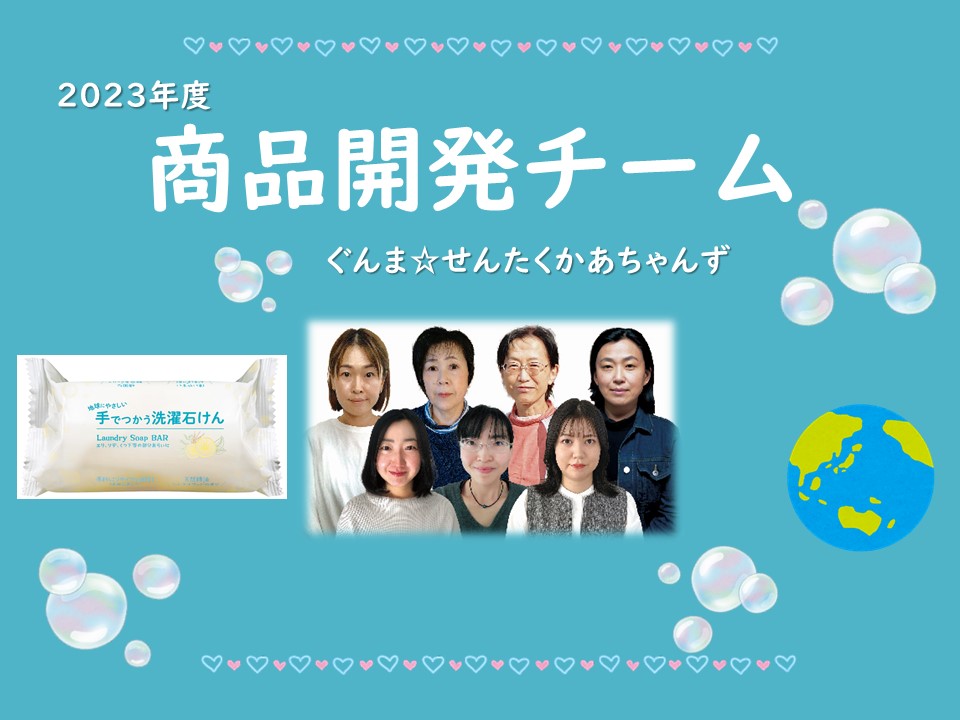 2023年度
商品開発チーム
ぐんま☆せんたくかあちゃんず
地球にやさしい
手でつかう洗濯石けん
Laundry Soap BAR